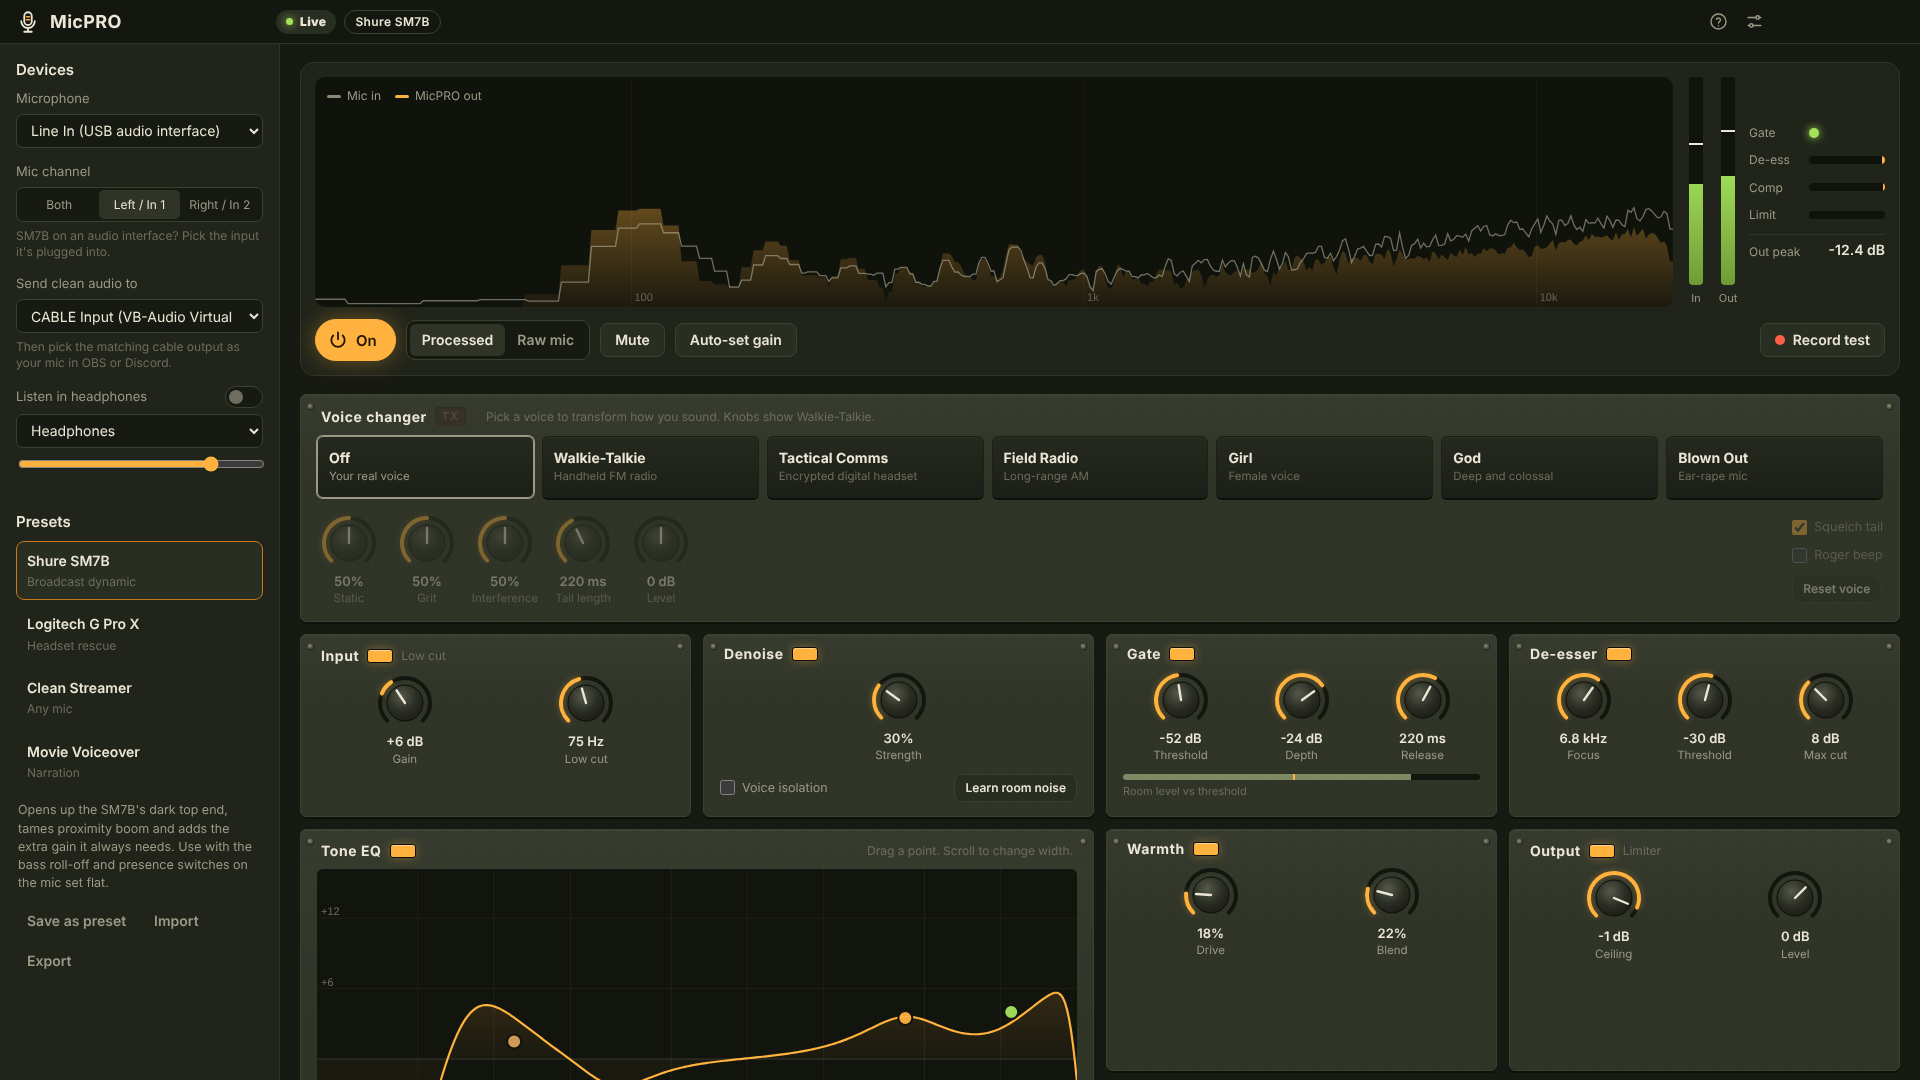 MicPRO
Live
Shure SM7B
Devices
Microphone
Line In (USB audio interface)
Mic channel
Both
Left / In 1
Right / In 2
SM7B on an audio interface? Pick the input
it's plugged into.
Send clean audio to
CABLE Input (VB-Audio Virtual
Then pick the matching cable output as
your mic in OBS or Discord.
Listen in headphones
Headphones
Presets
Shure SM7B
Broadcast dynamic
Logitech G Pro X
Headset rescue
Clean Streamer
Any mic
Movie Voiceover
Narration
Opens up the SM7B's dark top end,
tames proximity boom and adds the
extra gain it always needs. Use with the
bass roll-off and presence switches on
the mic set flat.
Save as preset
Import
Export
Mic in
MicPRO out
100
1k
10k
In
Out
Gate
De-ess
Comp
Limit
Out peak
-12.4 dB
On
Processed
Raw mic
Mute
Auto-set gain
Record test
Voice changer
TX
Pick a voice to transform how you sound. Knobs show Walkie-Talkie.
Off
Your real voice
Walkie-Talkie
Handheld FM radio
Tactical Comms
Encrypted digital headset
Field Radio
Long-range AM
Girl
Female voice
God
Deep and colossal
Blown Out
Ear-rape mic
50%
Static
50%
Grit
50%
Interference
220 ms
Tail length
0 dB
Level
Squelch tail
Roger beep
Reset voice
Input
Low cut
+6 dB
Gain
75 Hz
Low cut
Denoise
30%
Strength
Voice isolation
Learn room noise
Gate
-52 dB
Threshold
-24 dB
Depth
220 ms
Release
Room level vs threshold
De-esser
6.8 kHz
Focus
-30 dB
Threshold
8 dB
Max cut
Tone EQ
Drag a point. Scroll to change width.
+12
+6
Warmth
18%
Drive
22%
Blend
Output
Limiter
-1 dB
Ceiling
0 dB
Level